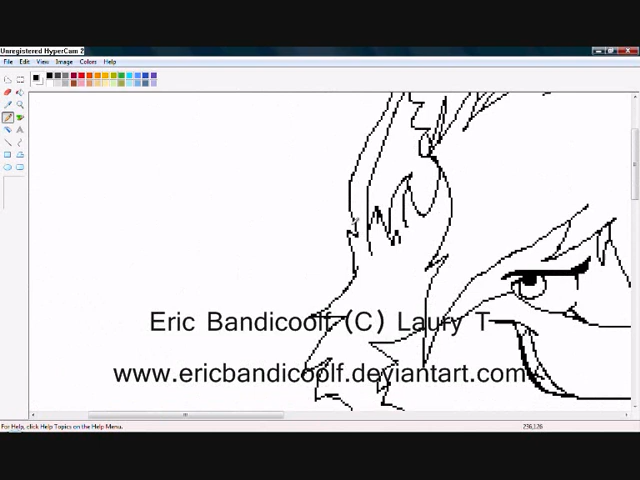 Unregistered HyperCam 2
File Edit View Image Colors Help
Eric Bandicoolf (C) Laury T
www.ericbandicoolf.deviantart.com
For Help, click Help Topics on the Help Menu.
236,126